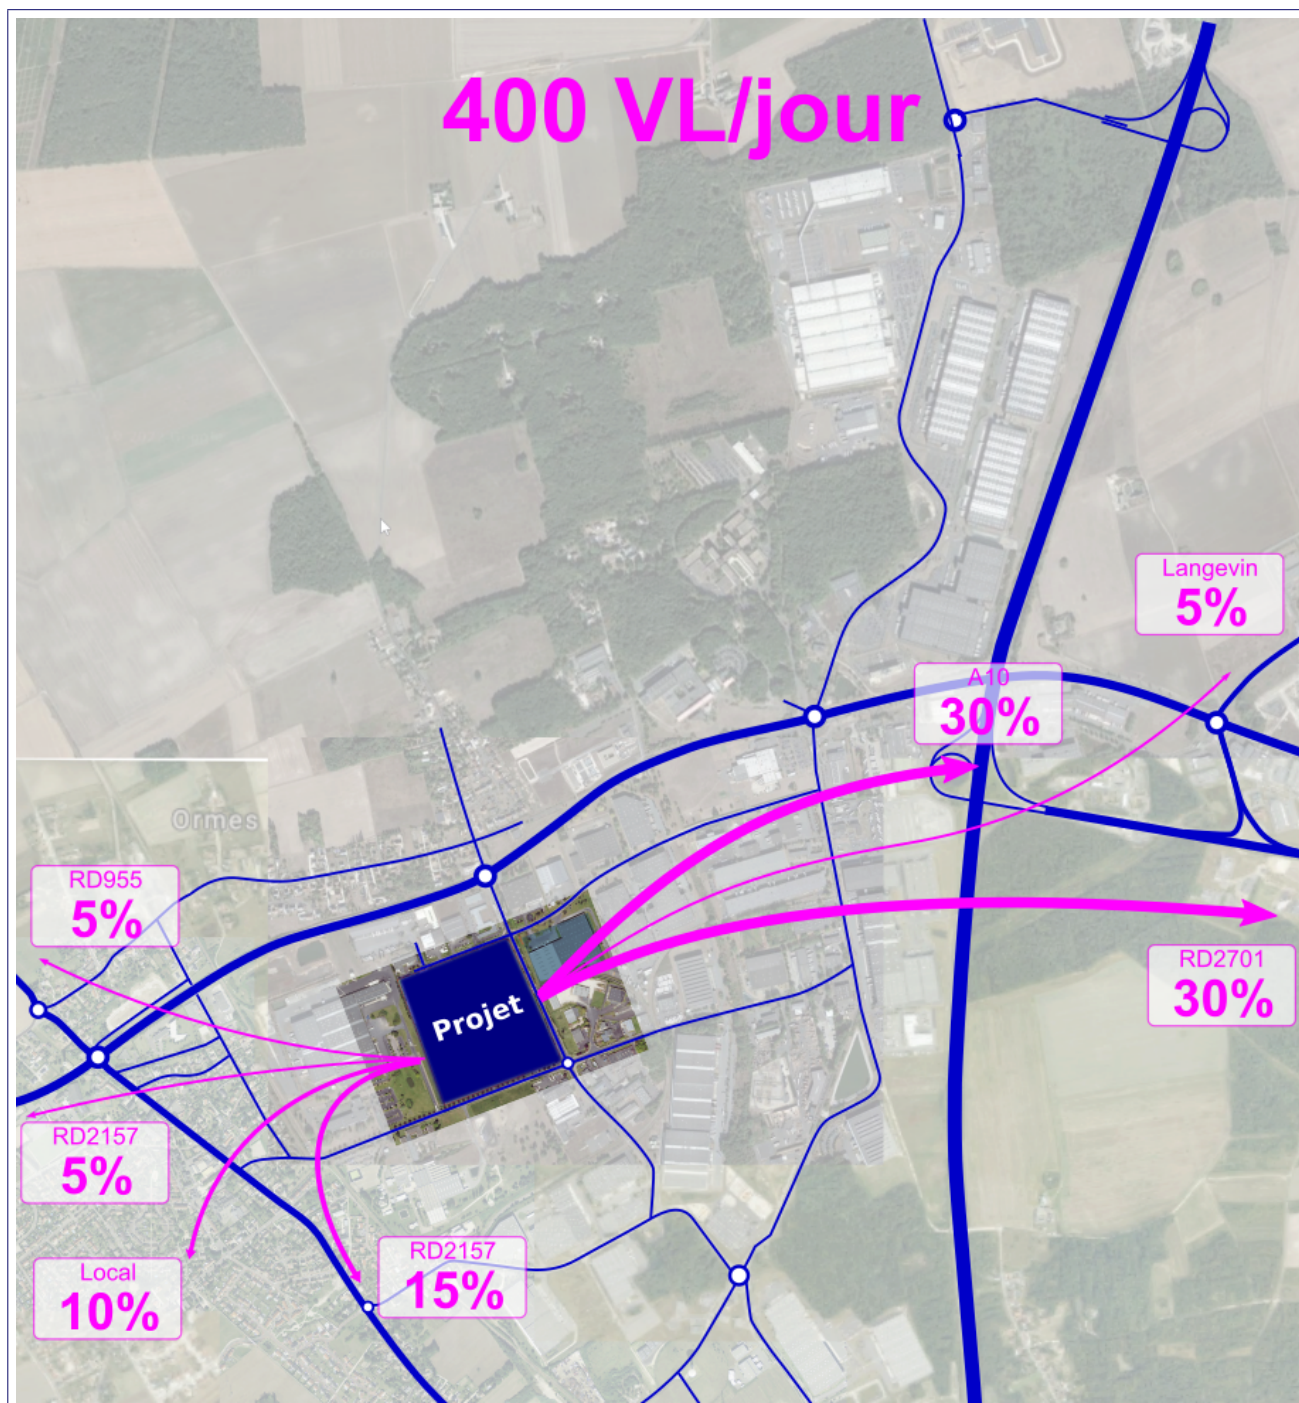 400 VL/jour
Langevin
5%
A10
30%
Ormes
RD955
5%
Projet
RD2701
30%
RD2157
5%
RD2157
15%
Local
10%